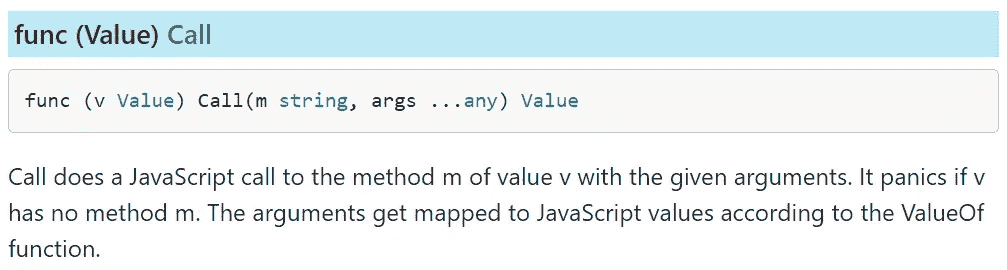 func (Value) Call
func (v Value) Call(m string, args ...any) Value
Call does a JavaScript call to the method m of value v with the given arguments. It panics if v
has no method m. The arguments get mapped to JavaScript values according to the ValueOf
function.